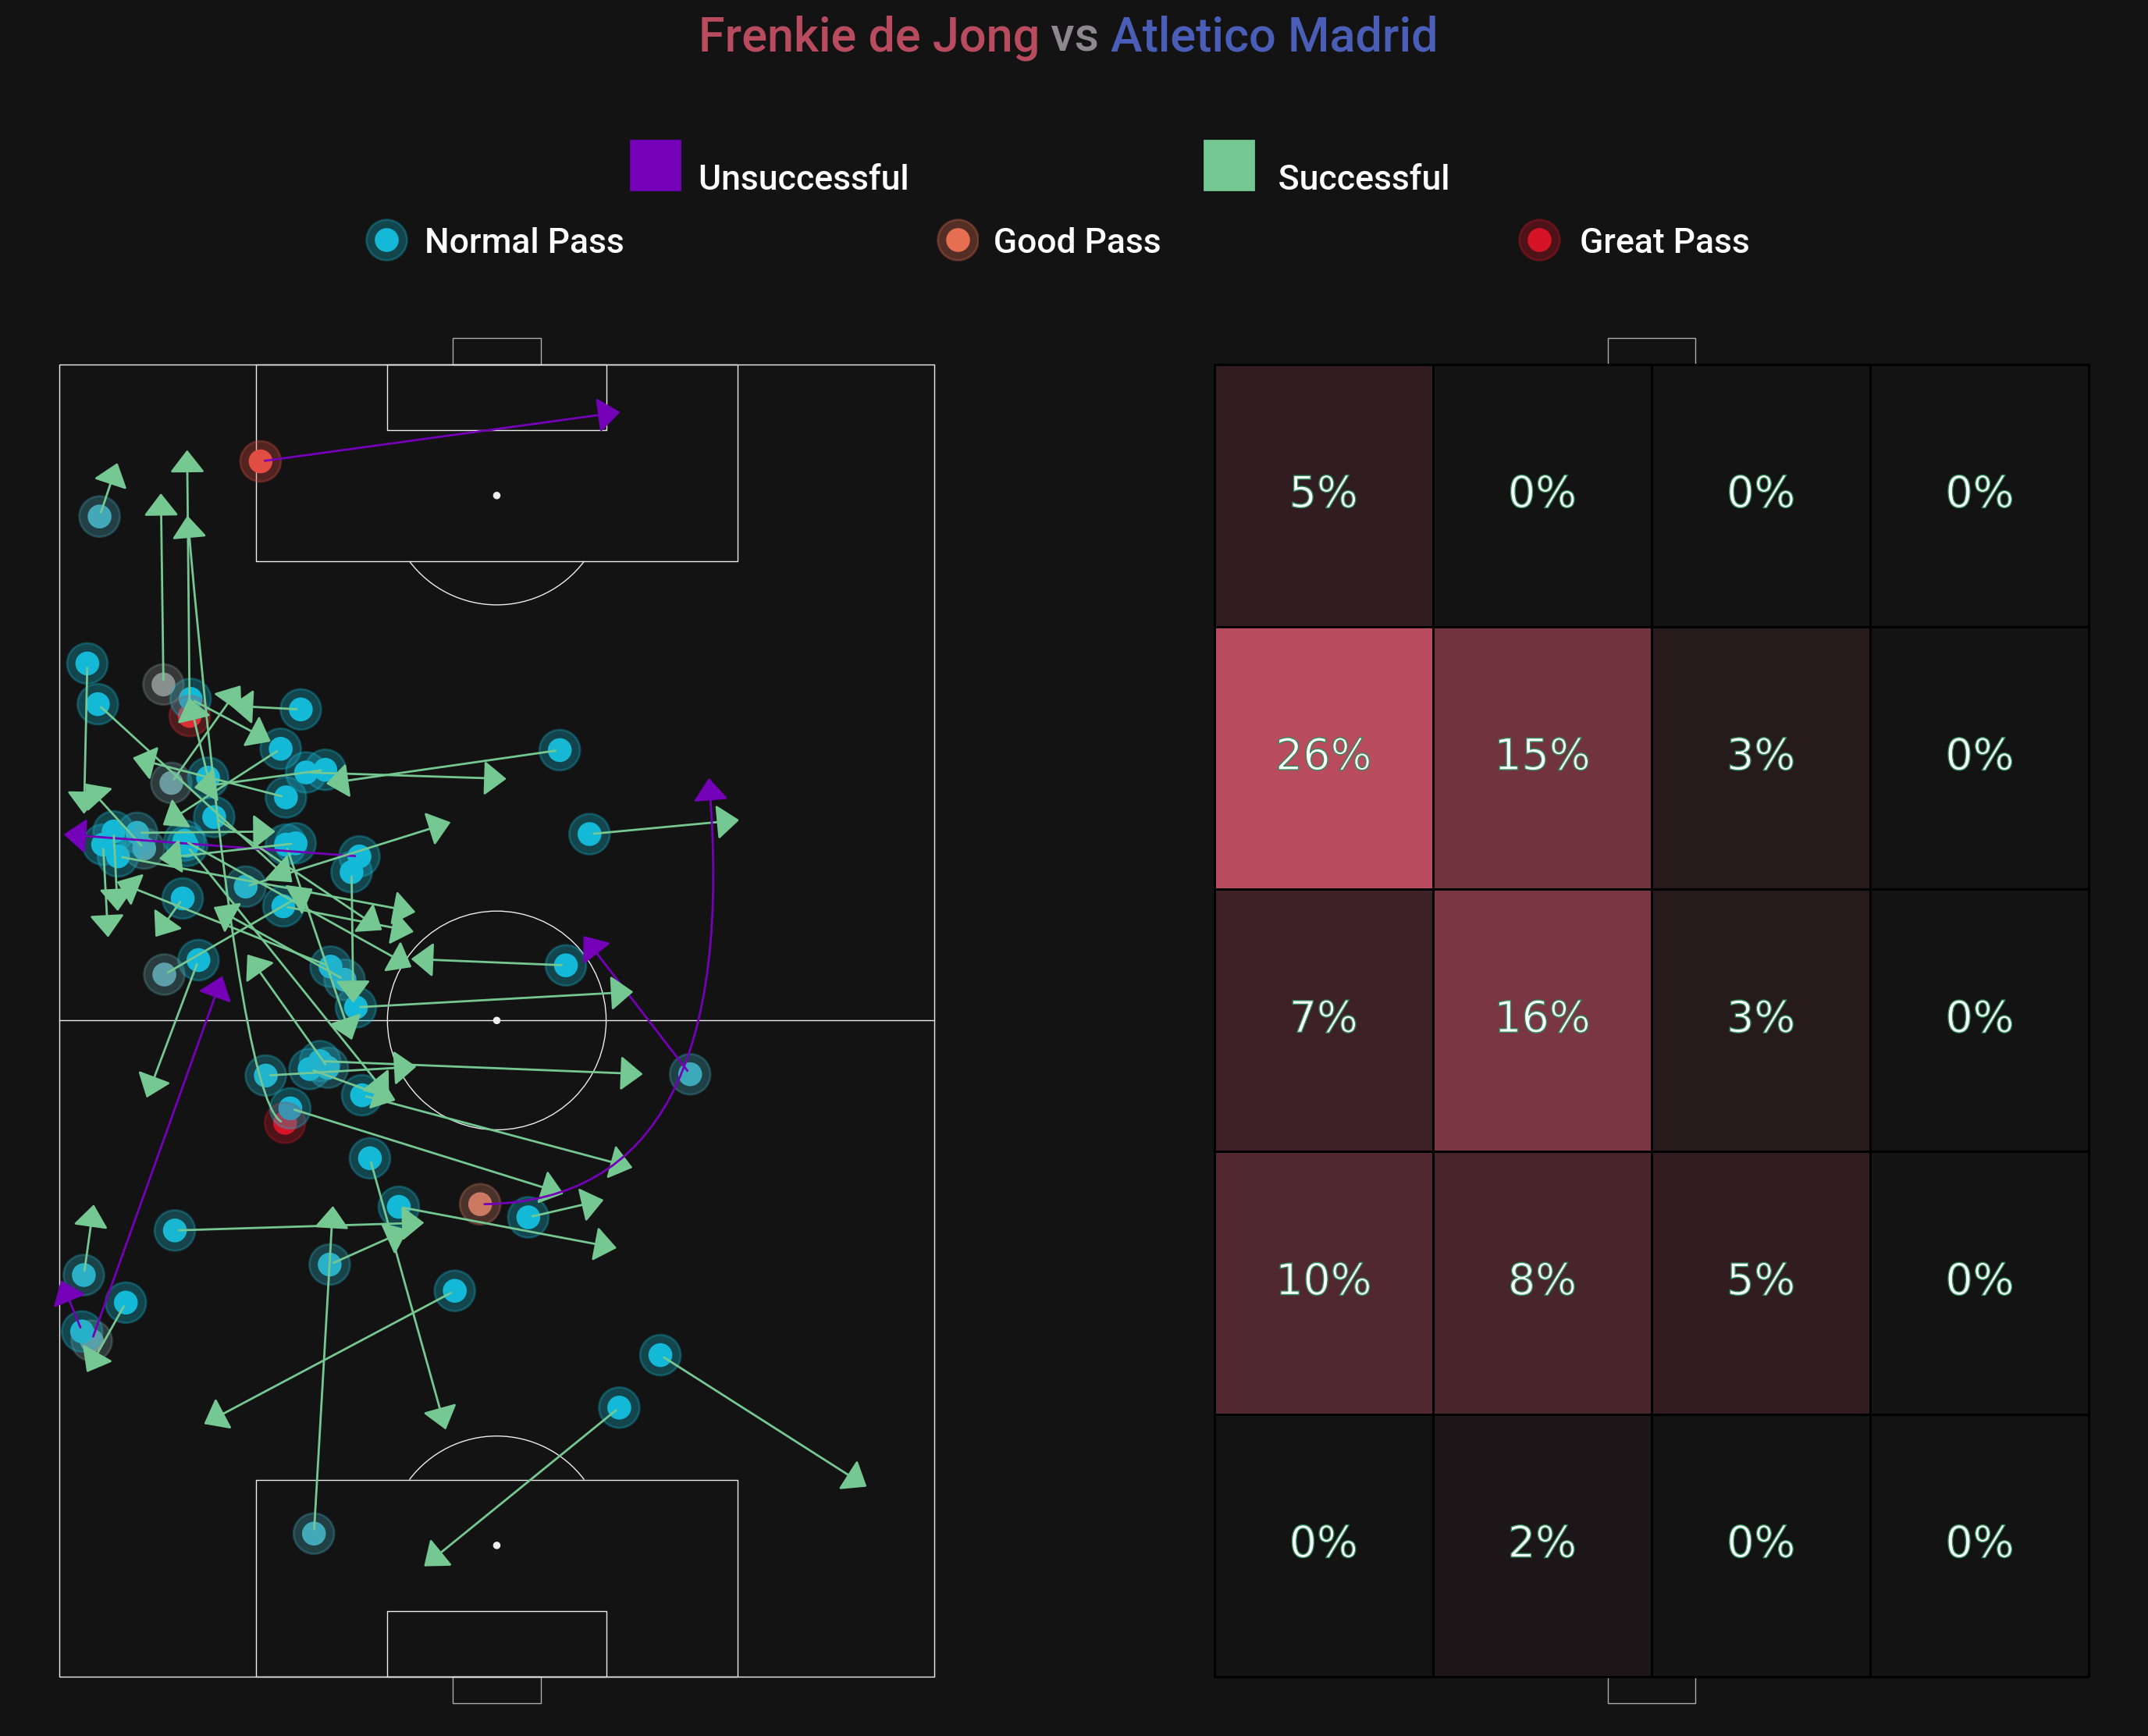 Frenkie de Jong vs Atletico Madrid
Unsuccessful Successful
Normal Pass Good Pass Great Pass
5% 0% 0% 0%
26% 15% 3% 0%
7% 16% 3% 0%
10% 8% 5% 0%
0% 2% 0% 0%